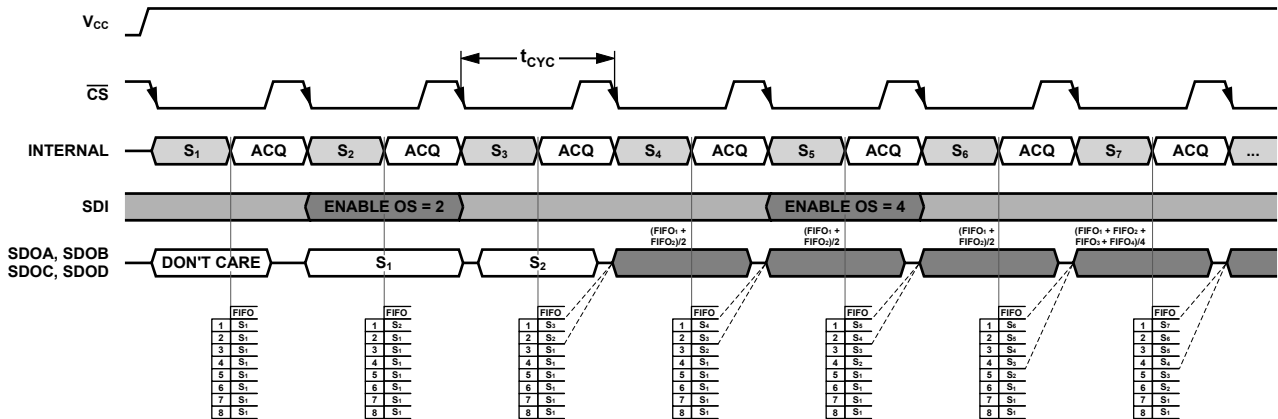 VCC
tCYC
CS
INTERNAL S1 ACQ S2 ACQ S3 ACQ S4 ACQ S5 ACQ S6 ACQ S7 ACQ ...
SDI ENABLE OS = 2 ENABLE OS = 4
(FIFO1 + (FIFO1 + (FIFO1 + (FIFO1 + FIFO2 +
FIFO2)/2 FIFO2)/2 FIFO2)/2 FIFO3 + FIFO4)/4
SDOA, SDOB
SDOC, SDOD
DON'T CARE S1 S2
FIFO FIFO FIFO FIFO FIFO FIFO FIFO
1 S1 1 S2 1 S3 1 S4 1 S5 1 S6 1 S7
2 S1 2 S1 2 S2 2 S3 2 S4 2 S5 2 S6
3 S1 3 S1 3 S1 3 S2 3 S3 3 S4 3 S5
4 S1 4 S1 4 S1 4 S1 4 S2 4 S3 4 S4
5 S1 5 S1 5 S1 5 S1 5 S1 5 S2 5 S3
6 S1 6 S1 6 S1 6 S1 6 S1 6 S1 6 S2
7 S1 7 S1 7 S1 7 S1 7 S1 7 S1 7 S1
8 S1 8 S1 8 S1 8 S1 8 S1 8 S1 8 S1